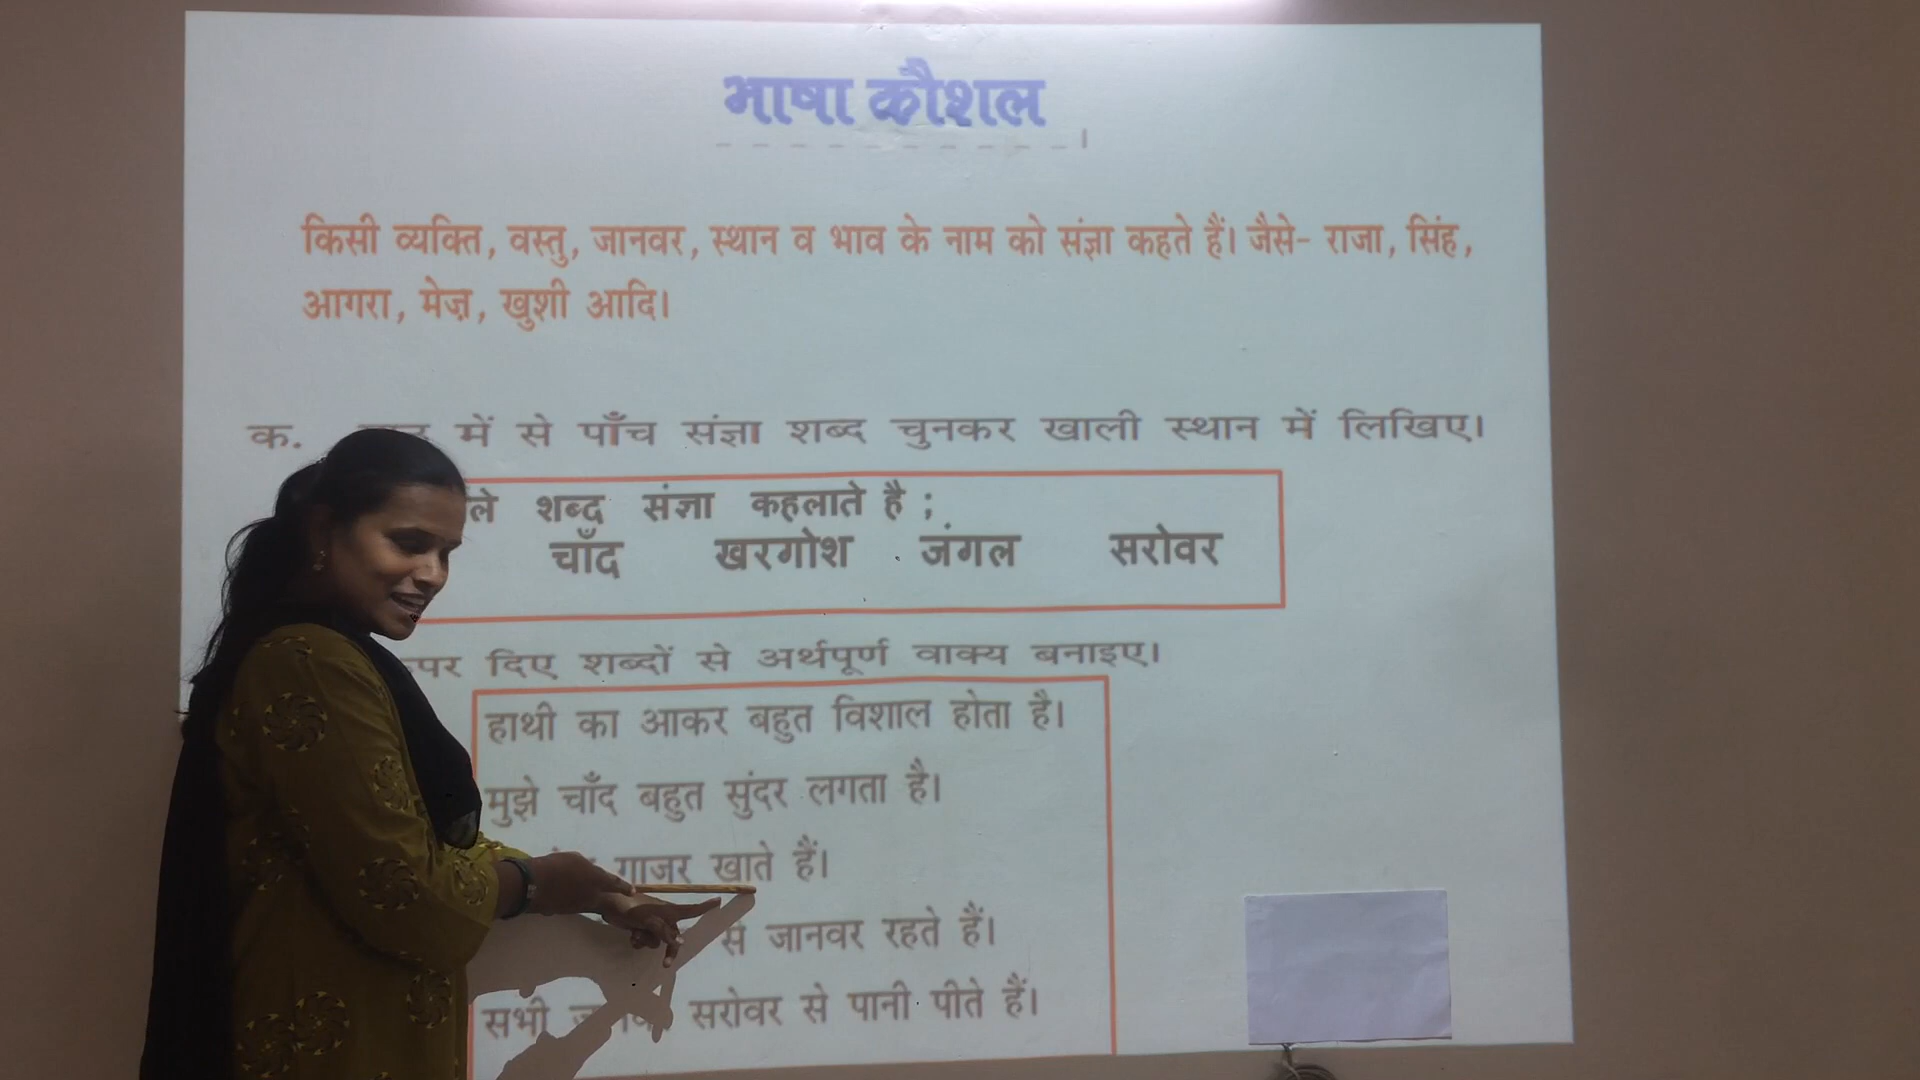 भाषा कौशल
किसी व्यक्ति, वस्तु, जानवर, स्थान व भाव के नाम को संज्ञा कहते हैं। जैसे- राजा, सिंह,
आगरा, मेज़, खुशी आदि।
क. में से पाँच संज्ञा शब्द चुनकर खाली स्थान में लिखिए।
शब्द संज्ञा कहलाते है ;
चाँद खरगोश जंगल सरोवर
दिए शब्दों से अर्थपूर्ण वाक्य बनाइए।
हाथी का आकर बहुत विशाल होता है।
मुझे चाँद बहुत सुंदर लगता है।
गाजर खाते हैं।
से जानवर रहते हैं।
सभी सरोवर से पानी पीते हैं।